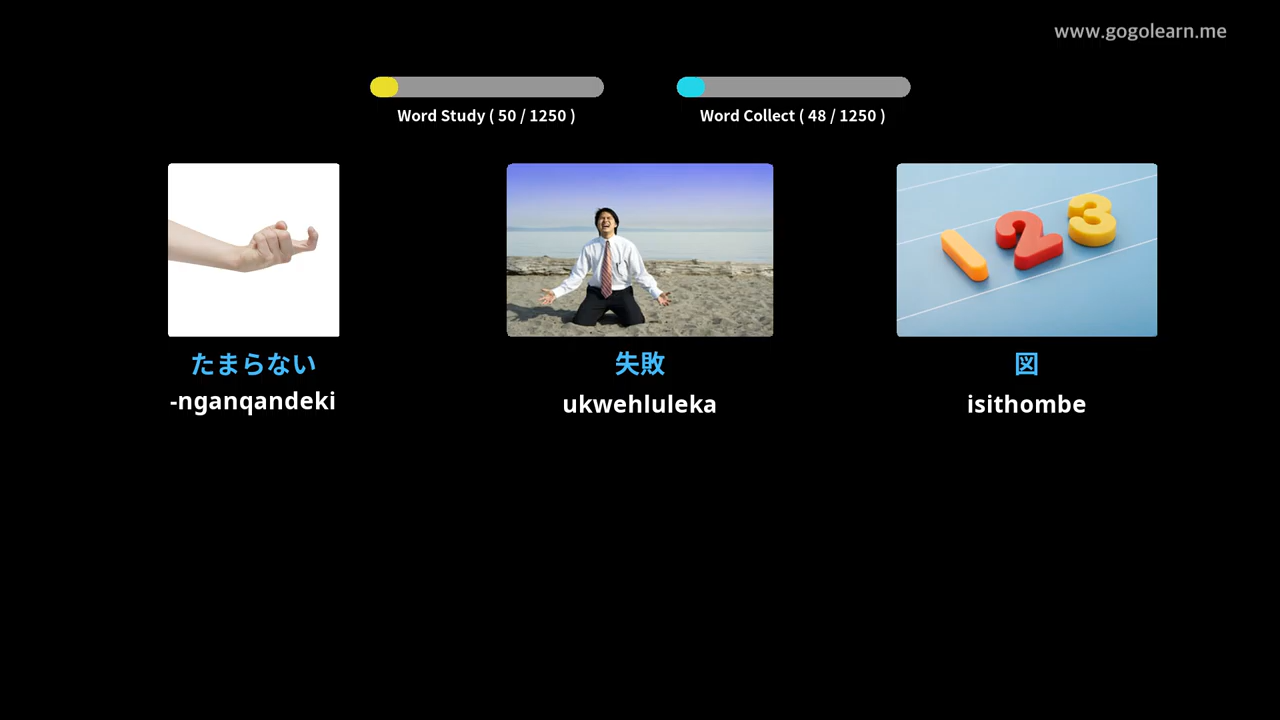 www.gogolearn.me
Word Study ( 50 / 1250 )
Word Collect ( 48 / 1250 )
たまらない
-nganqandeki
失敗
ukwehluleka
図
isithombe